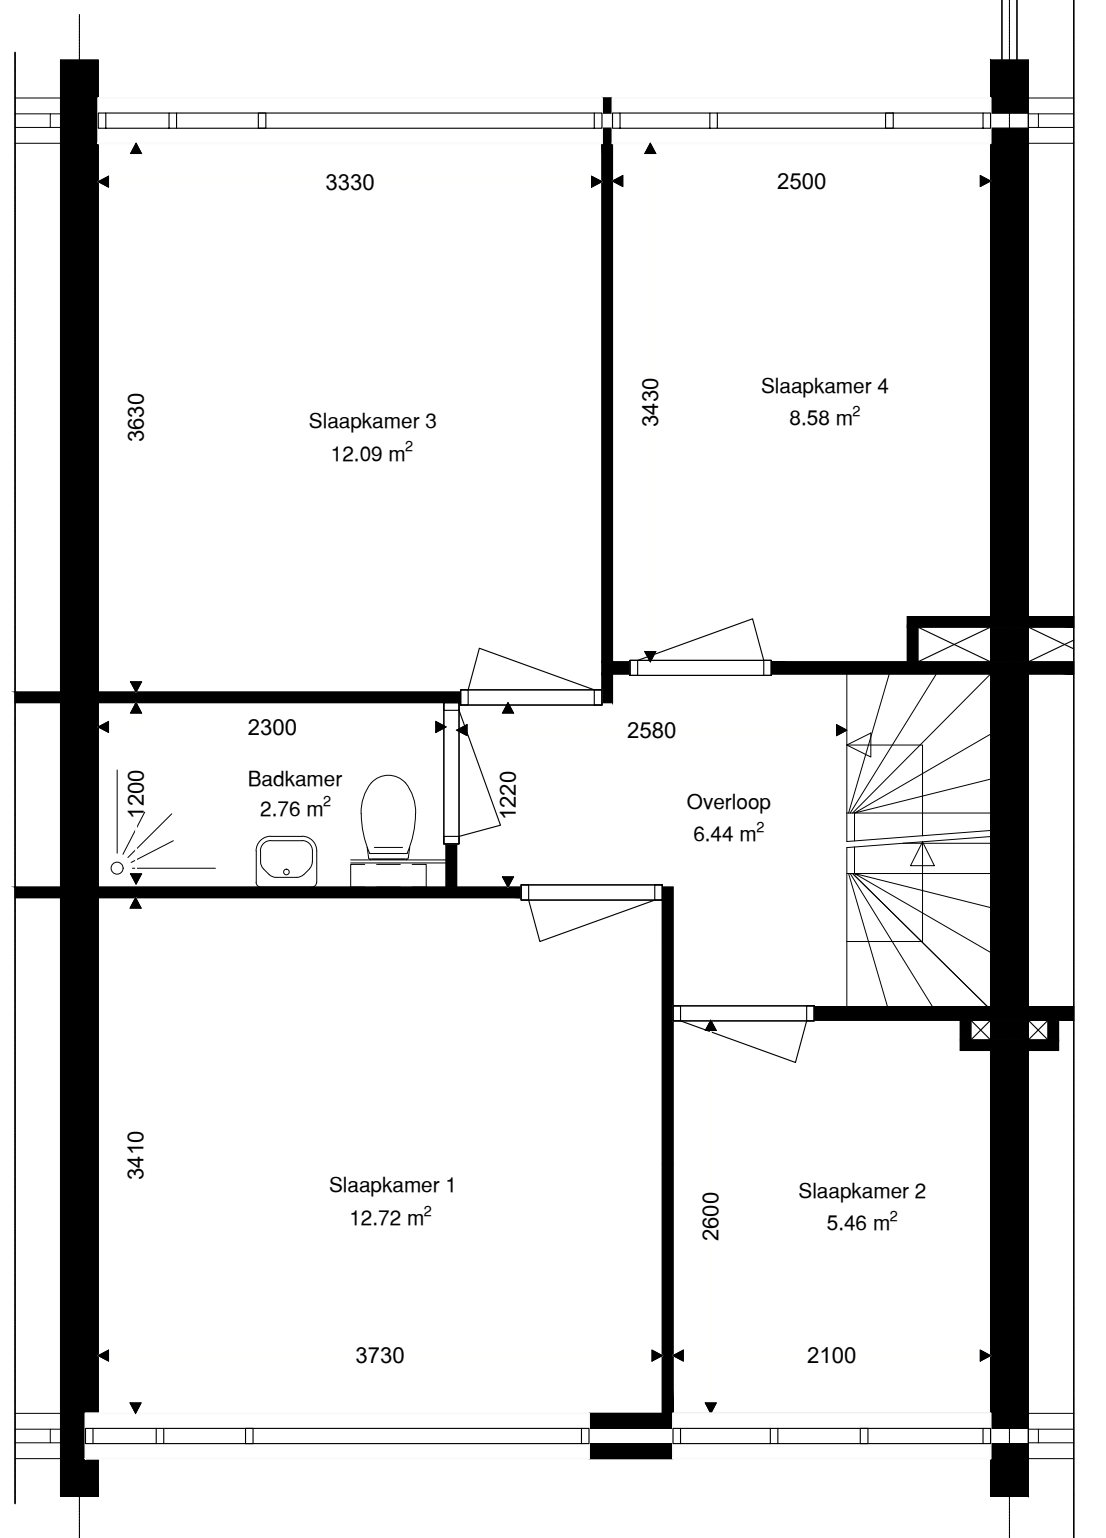 3330
2500
3630
3430
Slaapkamer 3
12.09 m²
Slaapkamer 4
8.58 m²
2300
2580
1200
Badkamer
2.76 m²
1220
Overloop
6.44 m²
3410
Slaapkamer 1
12.72 m²
2600
Slaapkamer 2
5.46 m²
3730
2100